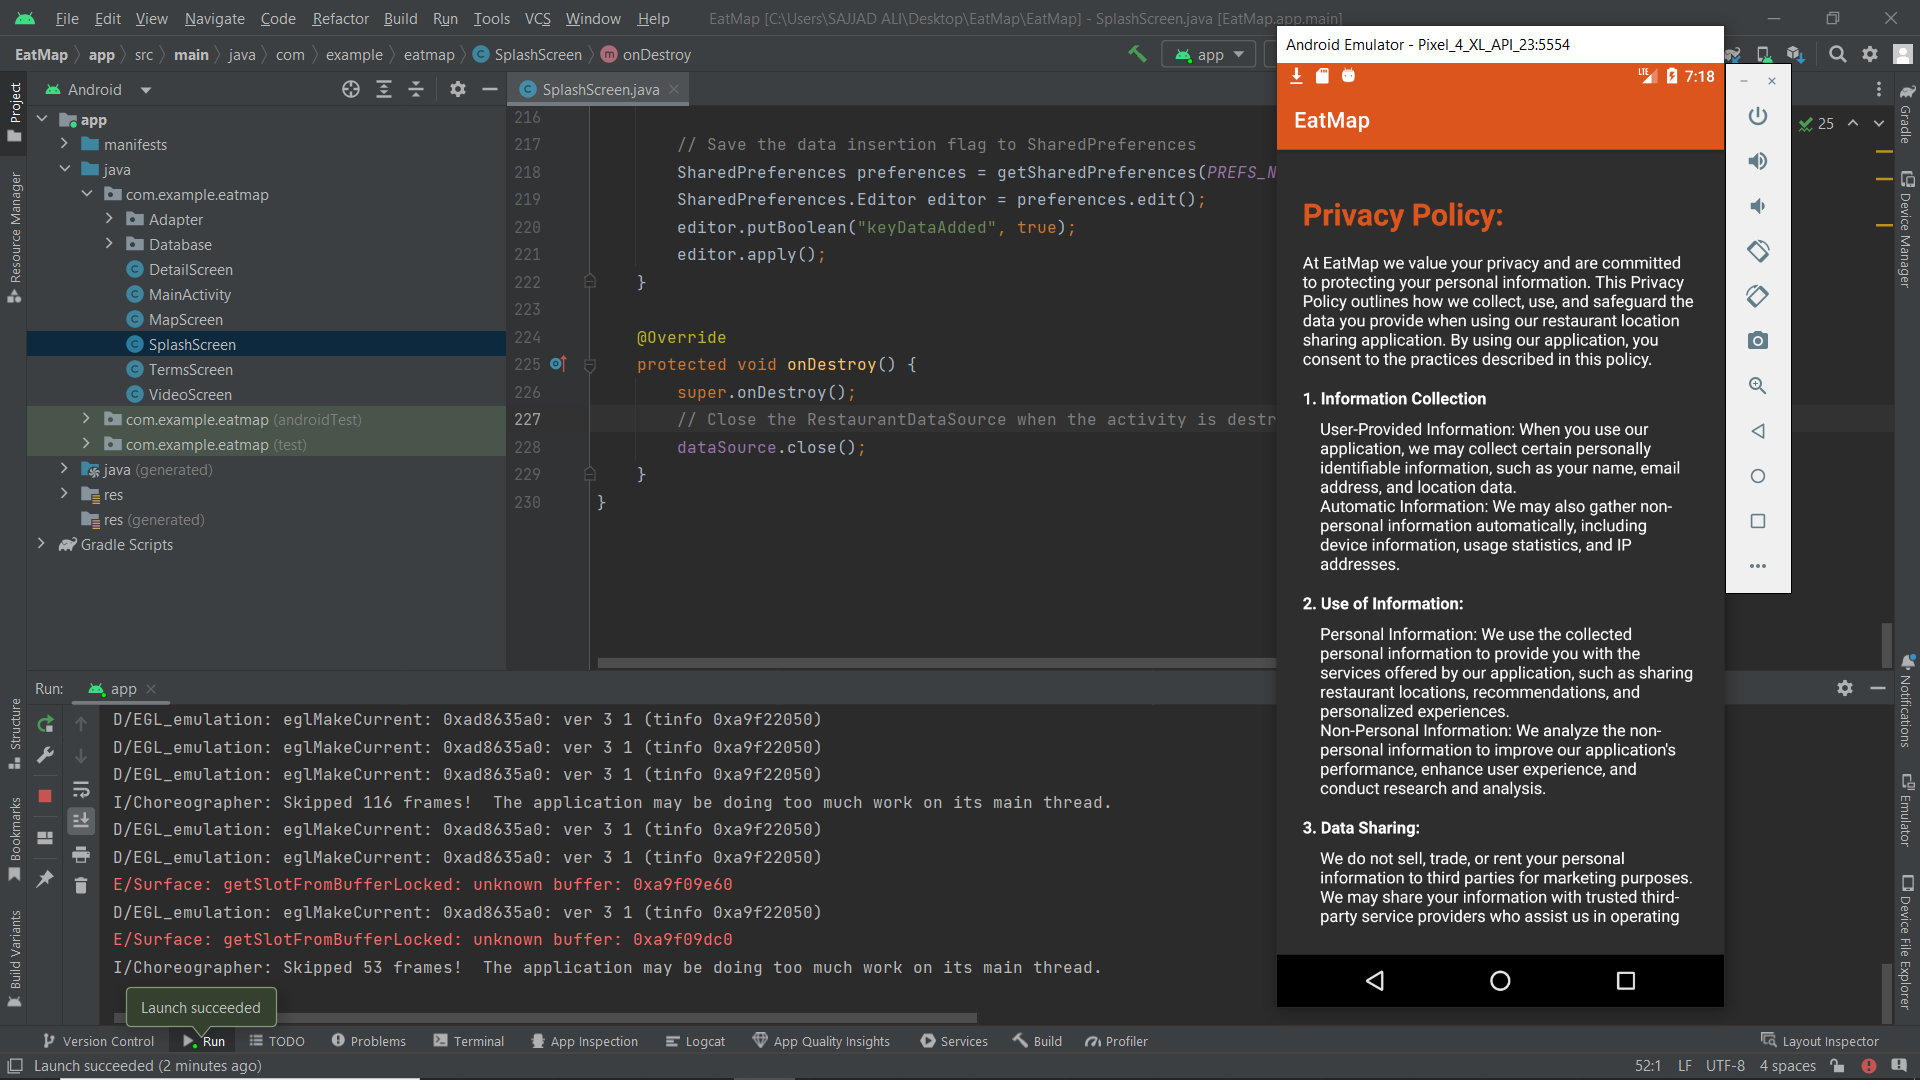 File Edit View Navigate Code Refactor Build Run Tools VCS Window Help EatMap [C:\Users\SAJJAD ALI\Desktop\EatMap\EatMap] - SplashScreen.java [EatMap.app.main]
EatMap app src main java com example eatmap SplashScreen onDestroy
app
Android
SplashScreen.java
Project
Resource Manager
Structure
Bookmarks
Build Variants
app
manifests
java
com.example.eatmap
Adapter
Database
DetailScreen
MainActivity
MapScreen
SplashScreen
TermsScreen
VideoScreen
com.example.eatmap (androidTest)
com.example.eatmap (test)
java (generated)
res
res (generated)
Gradle Scripts
216
217 // Save the data insertion flag to SharedPreferences
218 SharedPreferences preferences = getSharedPreferences(PREFS_N
219 SharedPreferences.Editor editor = preferences.edit();
220 editor.putBoolean("keyDataAdded", true);
221 editor.apply();
222 }
223
224 @Override
225 protected void onDestroy() {
226 super.onDestroy();
227 // Close the RestaurantDataSource when the activity is destr
228 dataSource.close();
229 }
230 }
25
Run: app
D/EGL_emulation: eglMakeCurrent: 0xad8635a0: ver 3 1 (tinfo 0xa9f22050)
D/EGL_emulation: eglMakeCurrent: 0xad8635a0: ver 3 1 (tinfo 0xa9f22050)
D/EGL_emulation: eglMakeCurrent: 0xad8635a0: ver 3 1 (tinfo 0xa9f22050)
I/Choreographer: Skipped 116 frames!  The application may be doing too much work on its main thread.
D/EGL_emulation: eglMakeCurrent: 0xad8635a0: ver 3 1 (tinfo 0xa9f22050)
D/EGL_emulation: eglMakeCurrent: 0xad8635a0: ver 3 1 (tinfo 0xa9f22050)
E/Surface: getSlotFromBufferLocked: unknown buffer: 0xa9f09e60
D/EGL_emulation: eglMakeCurrent: 0xad8635a0: ver 3 1 (tinfo 0xa9f22050)
E/Surface: getSlotFromBufferLocked: unknown buffer: 0xa9f09dc0
I/Choreographer: Skipped 53 frames!  The application may be doing too much work on its main thread.
Launch succeeded
Android Emulator - Pixel_4_XL_API_23:5554
LTE 7:18
EatMap
Privacy Policy:
At EatMap we value your privacy and are committed
to protecting your personal information. This Privacy
Policy outlines how we collect, use, and safeguard the
data you provide when using our restaurant location
sharing application. By using our application, you
consent to the practices described in this policy.
1. Information Collection
User-Provided Information: When you use our
application, we may collect certain personally
identifiable information, such as your name, email
address, and location data.
Automatic Information: We may also gather non-
personal information automatically, including
device information, usage statistics, and IP
addresses.
2. Use of Information:
Personal Information: We use the collected
personal information to provide you with the
services offered by our application, such as sharing
restaurant locations, recommendations, and
personalized experiences.
Non-Personal Information: We analyze the non-
personal information to improve our application's
performance, enhance user experience, and
conduct research and analysis.
3. Data Sharing:
We do not sell, trade, or rent your personal
information to third parties for marketing purposes.
We may share your information with trusted third-
party service providers who assist us in operating
Gradle
Device Manager
Notifications
Emulator
Device File Explorer
Version Control Run TODO Problems Terminal App Inspection Logcat App Quality Insights Services Build Profiler Layout Inspector
Launch succeeded (2 minutes ago) 52:1 LF UTF-8 4 spaces